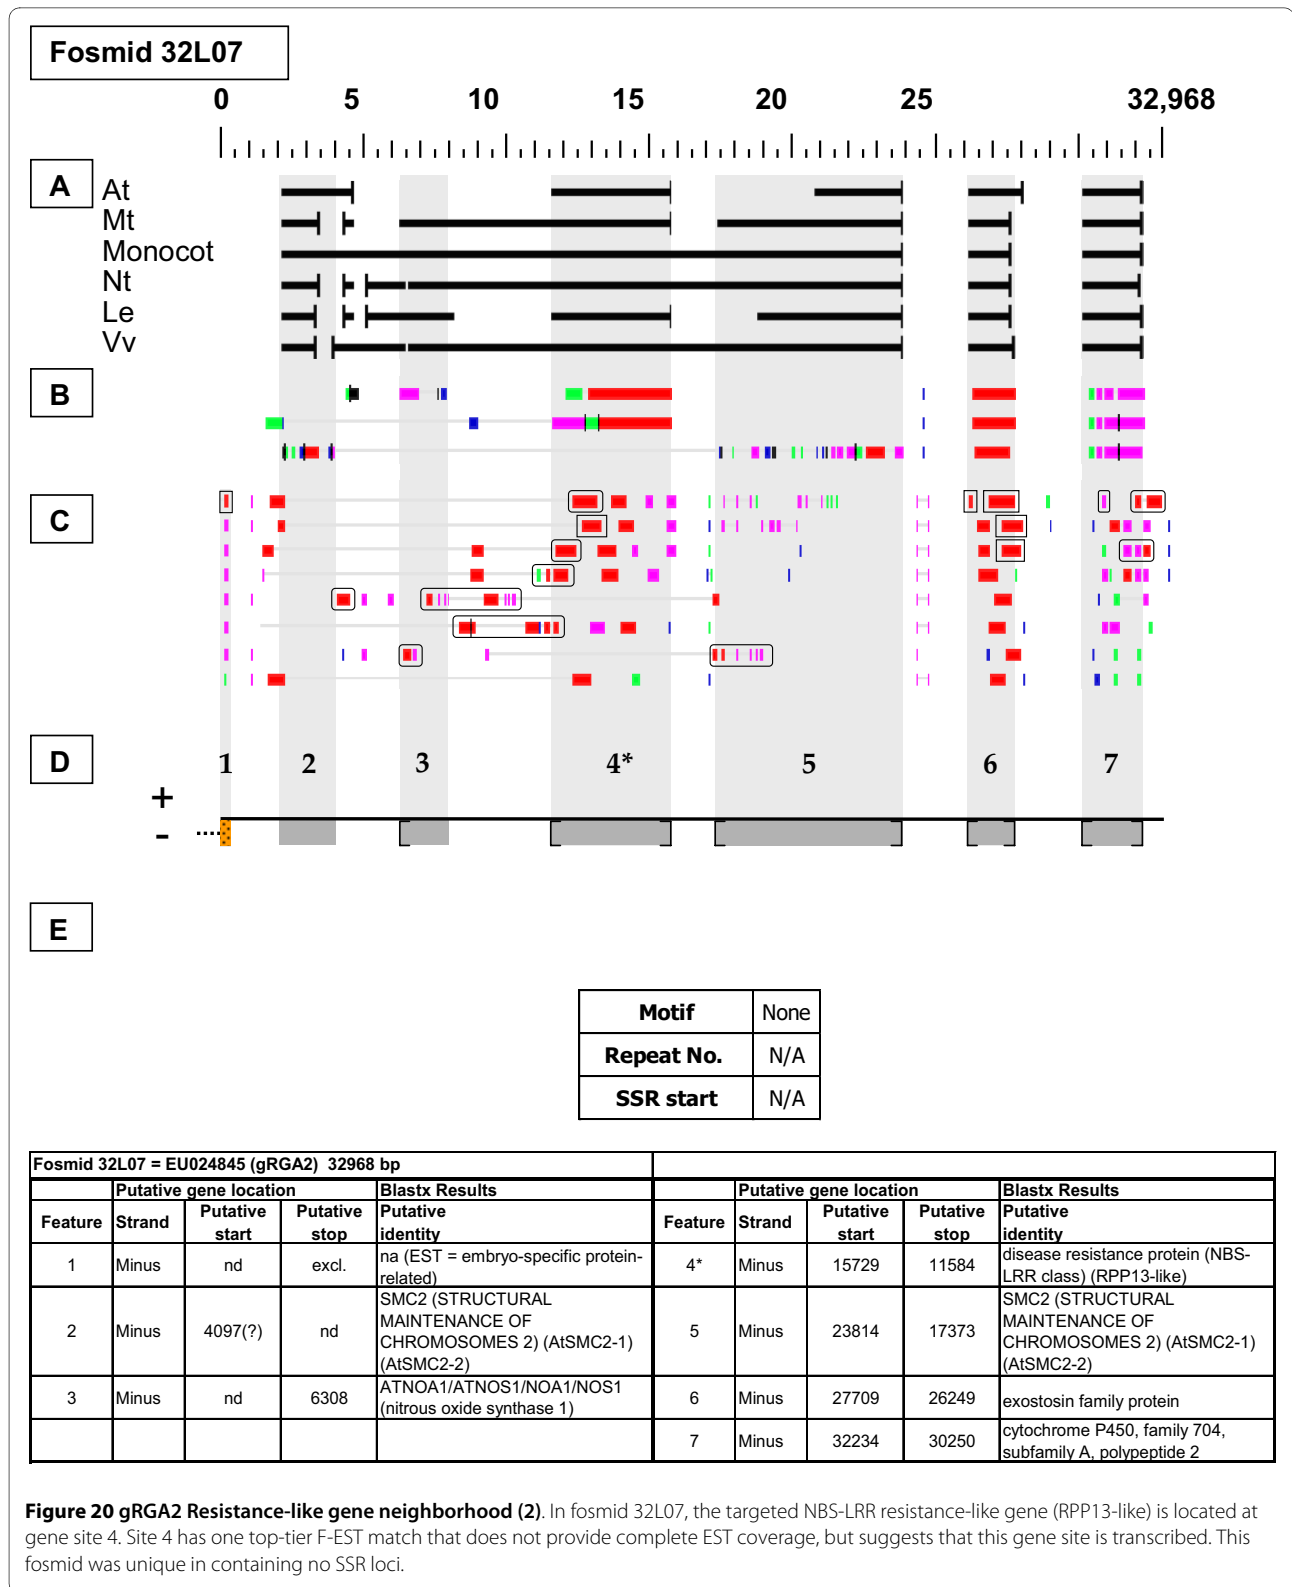 Fosmid 32L07
0 5 10 15 20 25 32,968
A
At
Mt
Monocot
Nt
Le
Vv
B
C
D
1 2 3 4* 5 6 7
+
-
E
Motif None
Repeat No. N/A
SSR start N/A
Fosmid 32L07 = EU024845 (gRGA2) 32968 bp
Putative gene location Blastx Results Putative gene location Blastx Results
Feature Strand Putative start Putative stop Putative identity Feature Strand Putative start Putative stop Putative identity
1 Minus nd excl. na (EST = embryo-specific protein-related) 4* Minus 15729 11584 disease resistance protein (NBS-LRR class) (RPP13-like)
2 Minus 4097(?) nd SMC2 (STRUCTURAL MAINTENANCE OF CHROMOSOMES 2) (AtSMC2-1) (AtSMC2-2) 5 Minus 23814 17373 SMC2 (STRUCTURAL MAINTENANCE OF CHROMOSOMES 2) (AtSMC2-1) (AtSMC2-2)
3 Minus nd 6308 ATNOA1/ATNOS1/NOA1/NOS1 (nitrous oxide synthase 1) 6 Minus 27709 26249 exostosin family protein
7 Minus 32234 30250 cytochrome P450, family 704, subfamily A, polypeptide 2
Figure 20 gRGA2 Resistance-like gene neighborhood (2). In fosmid 32L07, the targeted NBS-LRR resistance-like gene (RPP13-like) is located at
gene site 4. Site 4 has one top-tier F-EST match that does not provide complete EST coverage, but suggests that this gene site is transcribed. This
fosmid was unique in containing no SSR loci.